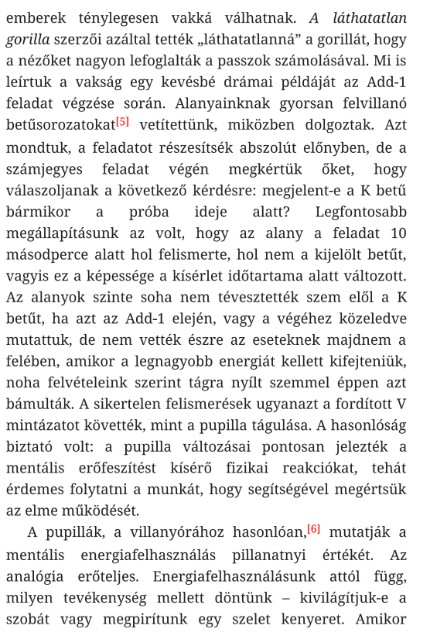 emberek ténylegesen vakká válhatnak. A láthatatlan
gorilla szerzői azáltal tették „láthatatlanná” a gorillát, hogy
a nézőket nagyon lefoglalták a passzok számolásával. Mi is
leírtuk a vakság egy kevésbé drámai példáját az Add-1
feladat végzése során. Alanyainknak gyorsan felvillanó
betűsorozatokat[5] vetítettünk, miközben dolgoztak. Azt
mondtuk, a feladatot részesítsék abszolút előnyben, de a
számjegyes feladat végén megkértük őket, hogy
válaszoljanak a következő kérdésre: megjelent-e a K betű
bármikor a próba ideje alatt? Legfontosabb
megállapításunk az volt, hogy az alany a feladat 10
másodperce alatt hol felismerte, hol nem a kijelölt betűt,
vagyis ez a képessége a kísérlet időtartama alatt változott.
Az alanyok szinte soha nem tévesztették szem elől a K
betűt, ha azt az Add-1 elején, vagy a végéhez közeledve
mutattuk, de nem vették észre az eseteknek majdnem a
felében, amikor a legnagyobb energiát kellett kifejteniük,
noha felvételeink szerint tágra nyílt szemmel éppen azt
bámulták. A sikertelen felismerések ugyanazt a fordított V
mintázatot követték, mint a pupilla tágulása. A hasonlóság
biztató volt: a pupilla változásai pontosan jelezték a
mentális erőfeszítést kísérő fizikai reakciókat, tehát
érdemes folytatni a munkát, hogy segítségével megértsük
az elme működését.
A pupillák, a villanyórához hasonlóan,[6] mutatják a
mentális energiafelhasználás pillanatnyi értékét. Az
analógia erőteljes. Energiafelhasználásunk attól függ,
milyen tevékenység mellett döntünk – kivilágítjuk-e a
szobát vagy megpirítunk egy szelet kenyeret. Amikor